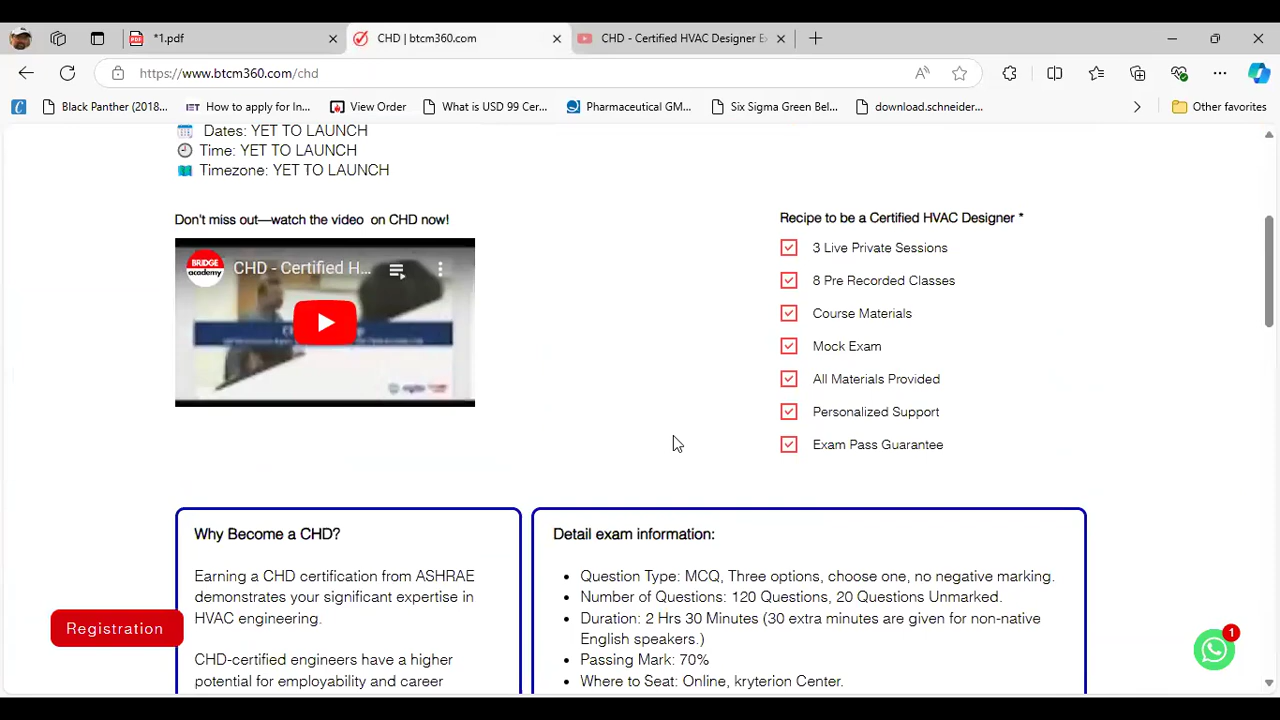 *1.pdf
CHD | btcm360.com
CHD - Certified HVAC Designer E
https://www.btcm360.com/chd
Black Panther (2018...
IET How to apply for In...
View Order
What is USD 99 Cer...
Pharmaceutical GM...
Six Sigma Green Bel...
download.schneider...
Other favorites
Dates: YET TO LAUNCH
Time: YET TO LAUNCH
Timezone: YET TO LAUNCH
Don't miss out—watch the video on CHD now!
BRIDGE
academy
CHD - Certified H...
Recipe to be a Certified HVAC Designer *
3 Live Private Sessions
8 Pre Recorded Classes
Course Materials
Mock Exam
All Materials Provided
Personalized Support
Exam Pass Guarantee
Why Become a CHD?
Earning a CHD certification from ASHRAE
demonstrates your significant expertise in
HVAC engineering.
CHD-certified engineers have a higher
potential for employability and career
Detail exam information:
• Question Type: MCQ, Three options, choose one, no negative marking.
• Number of Questions: 120 Questions, 20 Questions Unmarked.
• Duration: 2 Hrs 30 Minutes (30 extra minutes are given for non-native
English speakers.)
• Passing Mark: 70%
• Where to Seat: Online, kryterion Center.
Registration
1